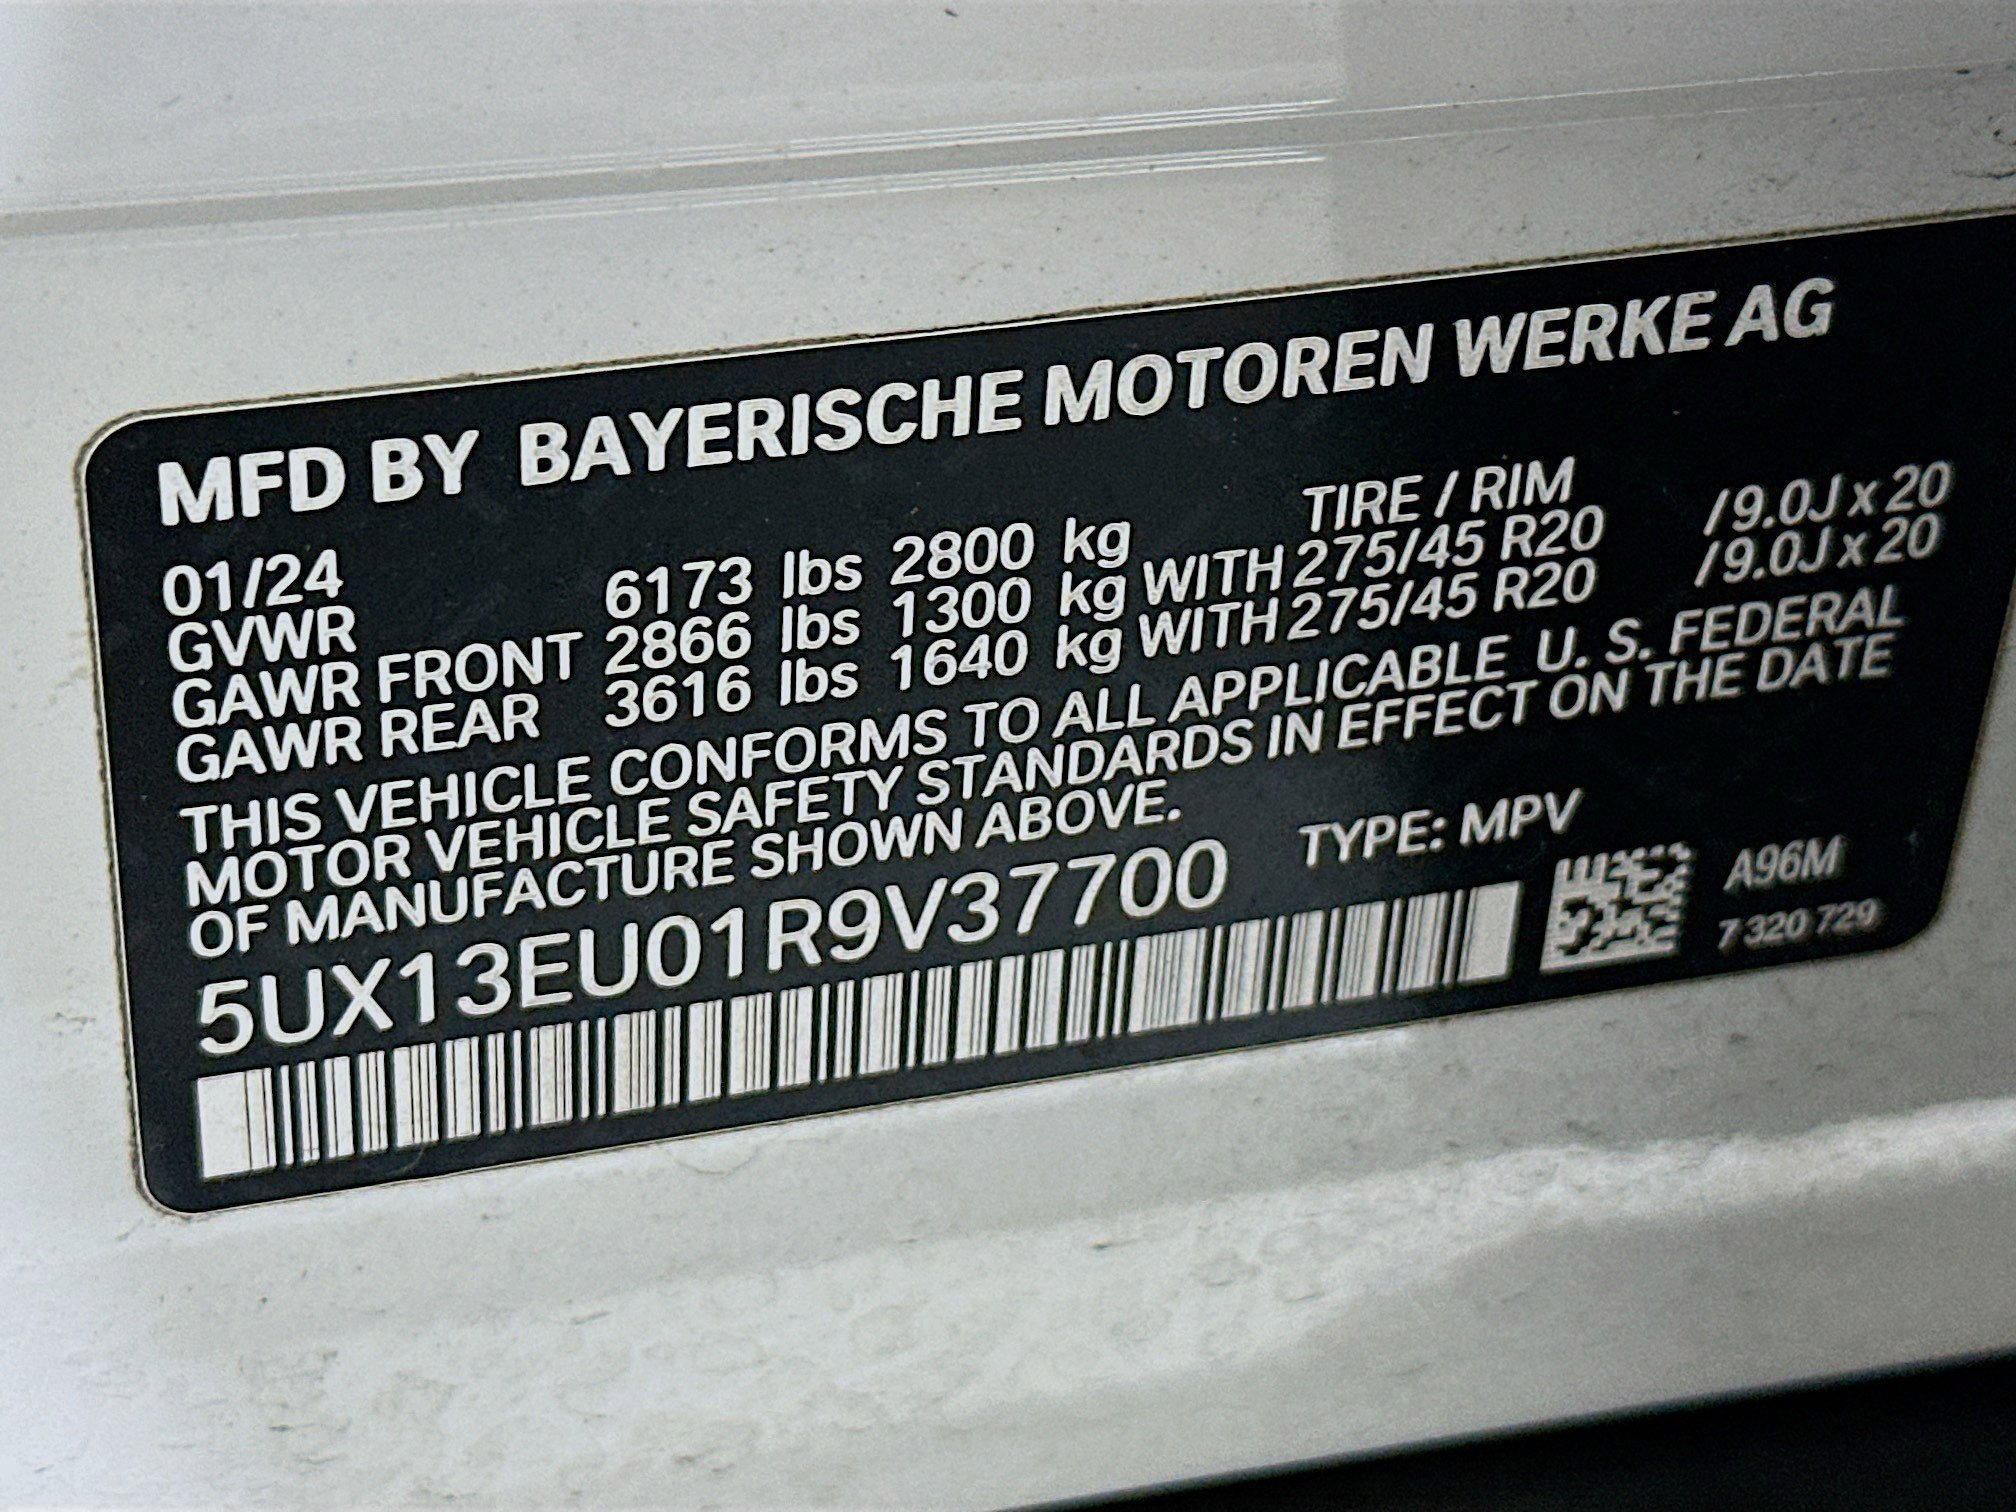 MFD BY BAYERISCHE MOTOREN WERKE AG
01/24 TIRE / RIM
GVWR 6173 lbs 2800 kg
GAWR FRONT 2866 lbs 1300 kg WITH 275/45 R20 / 9.0J x 20
GAWR REAR 3616 lbs 1640 kg WITH 275/45 R20 / 9.0J x 20
THIS VEHICLE CONFORMS TO ALL APPLICABLE U. S. FEDERAL
MOTOR VEHICLE SAFETY STANDARDS IN EFFECT ON THE DATE
OF MANUFACTURE SHOWN ABOVE.
5UX13EU01R9V37700 TYPE: MPV
A96M
7 320 729